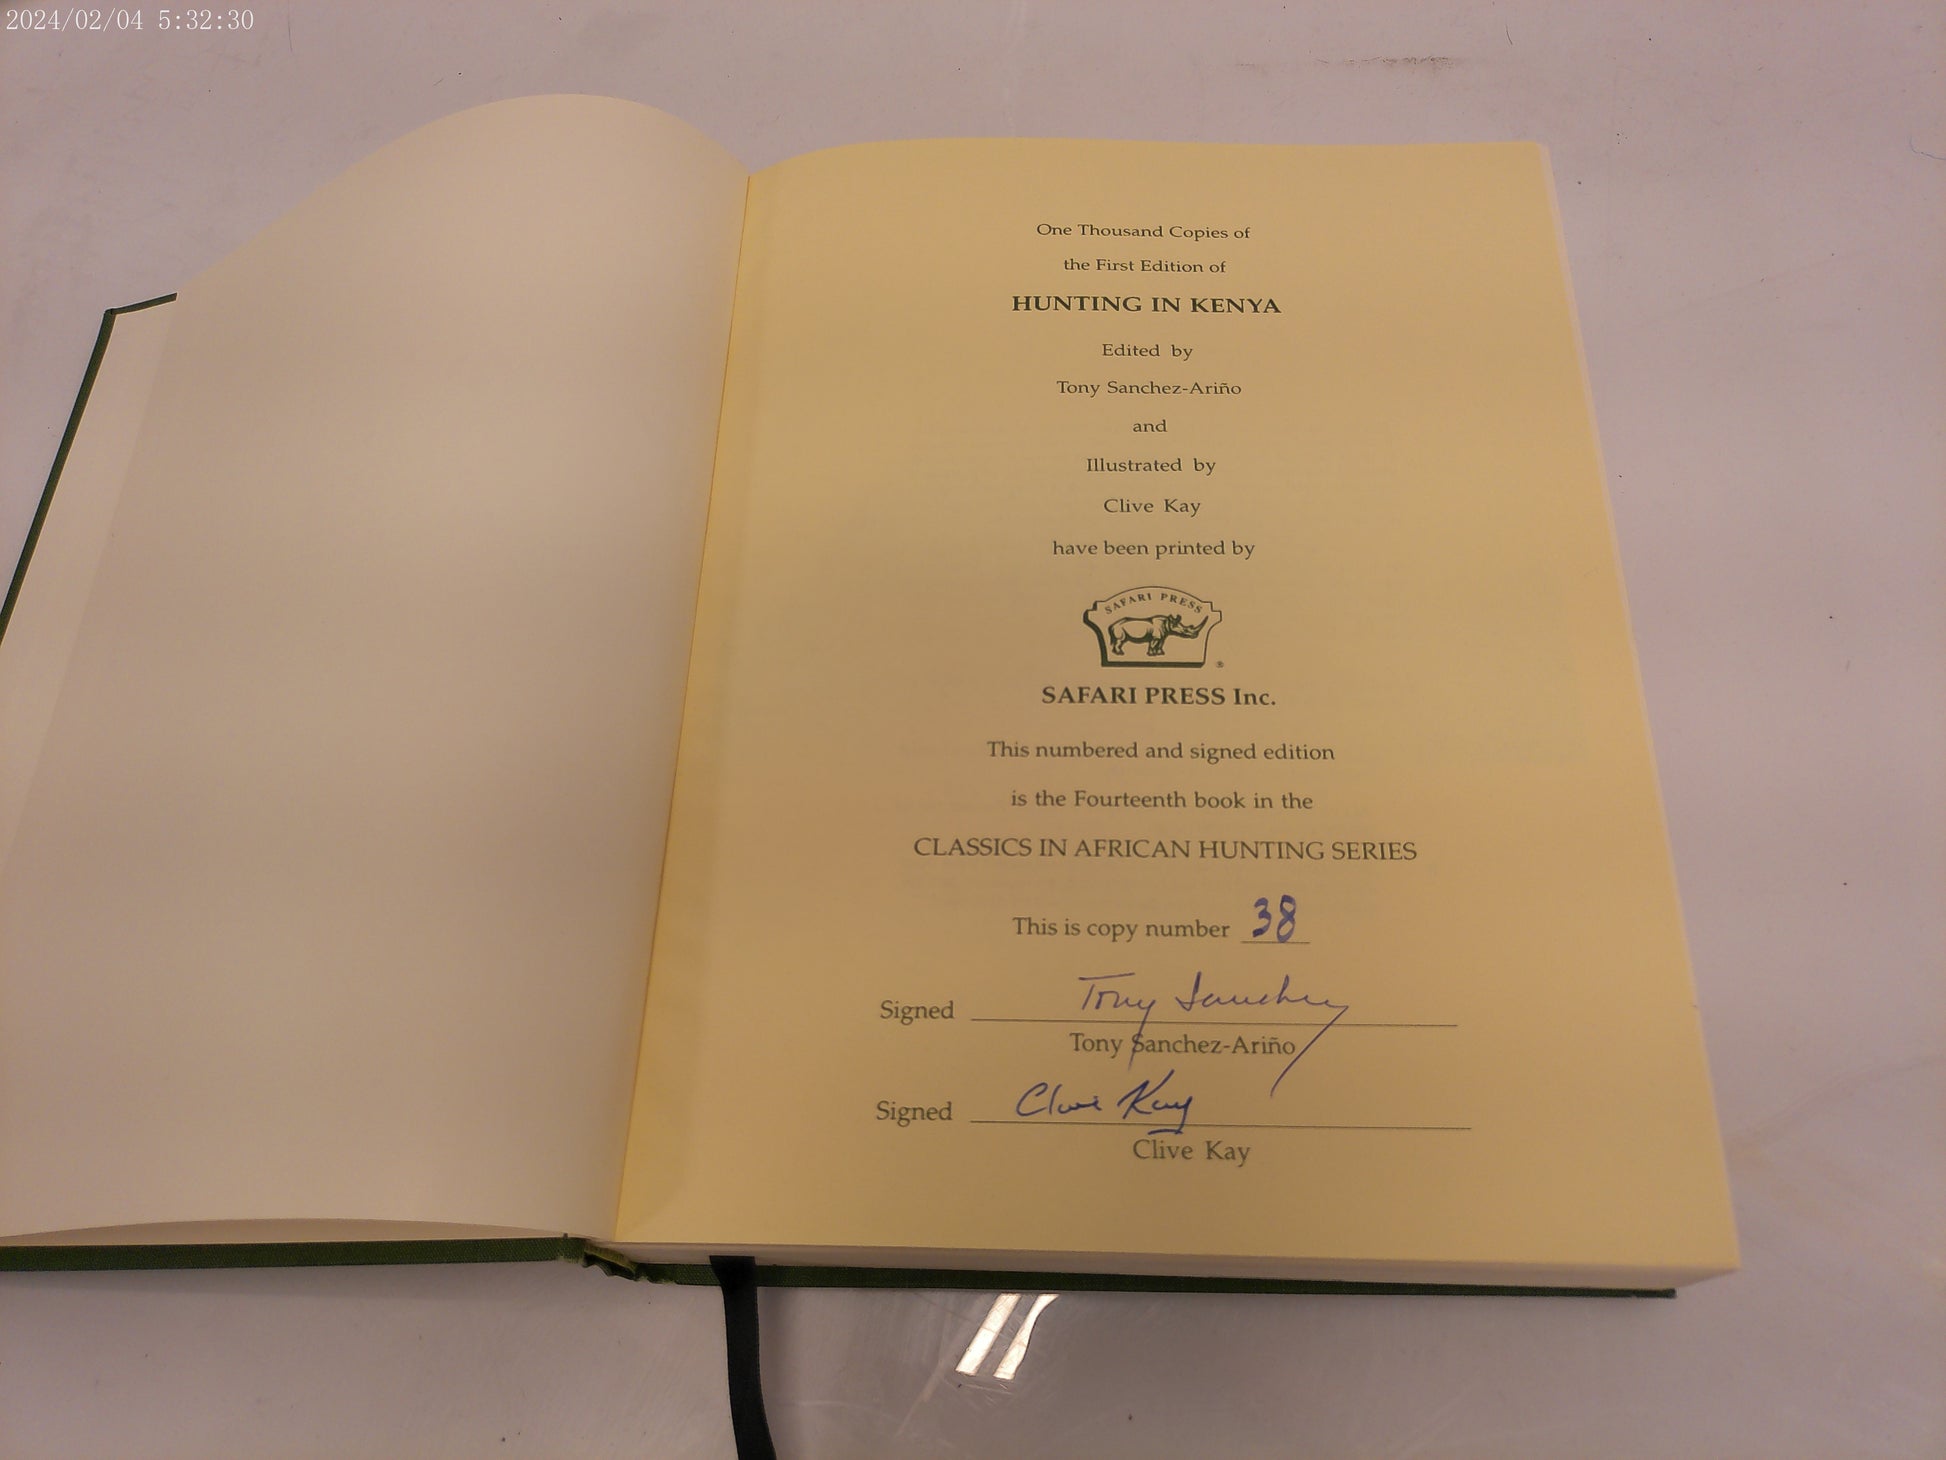 2024/02/04 5:32:30
One Thousand Copies of
the First Edition of
HUNTING IN KENYA
Edited by
Tony Sanchez-Ariño
and
Illustrated by
Clive Kay
have been printed by
SAFARI PRESS
®
SAFARI PRESS Inc.
This numbered and signed edition
is the Fourteenth book in the
CLASSICS IN AFRICAN HUNTING SERIES
This is copy number 38
Signed Tony Sanchez
Tony Sanchez-Ariño
Signed Clive Kay
Clive Kay